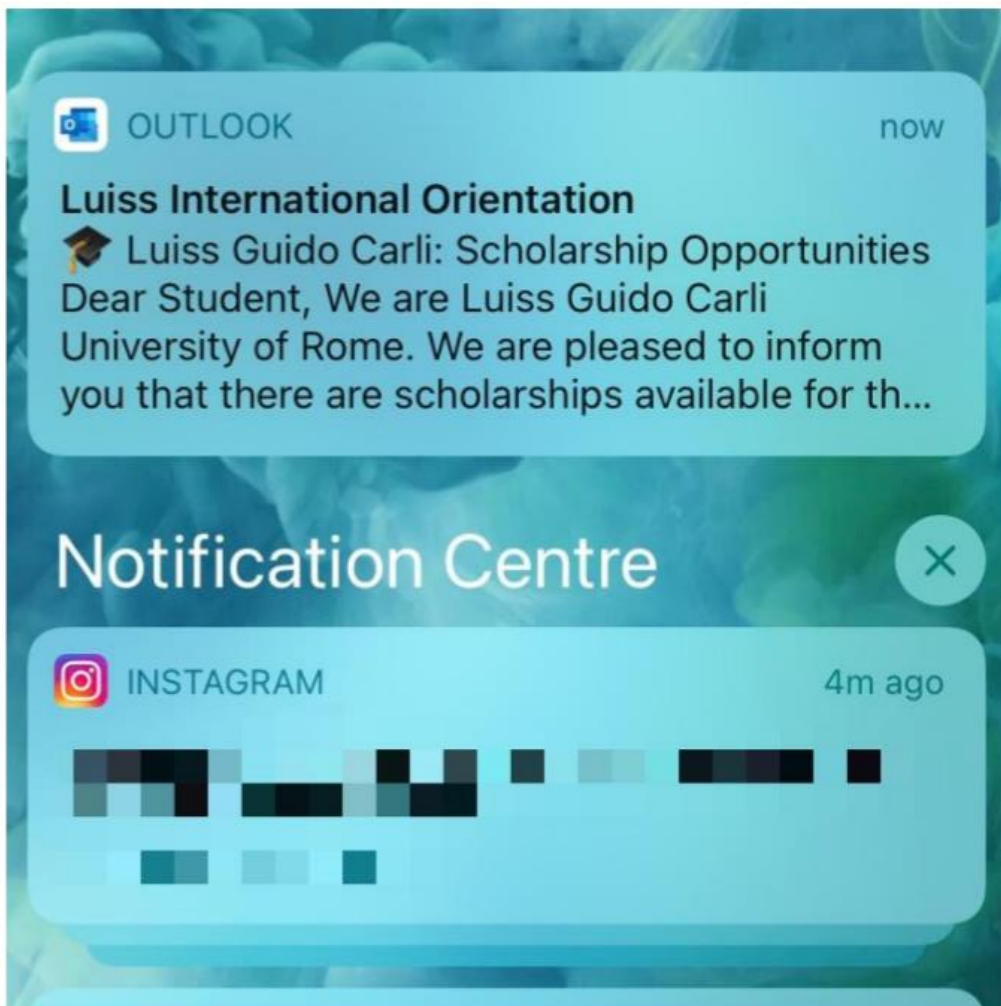 OUTLOOK now
Luiss International Orientation
🎓 Luiss Guido Carli: Scholarship Opportunities
Dear Student, We are Luiss Guido Carli
University of Rome. We are pleased to inform
you that there are scholarships available for th...
Notification Centre
INSTAGRAM 4m ago